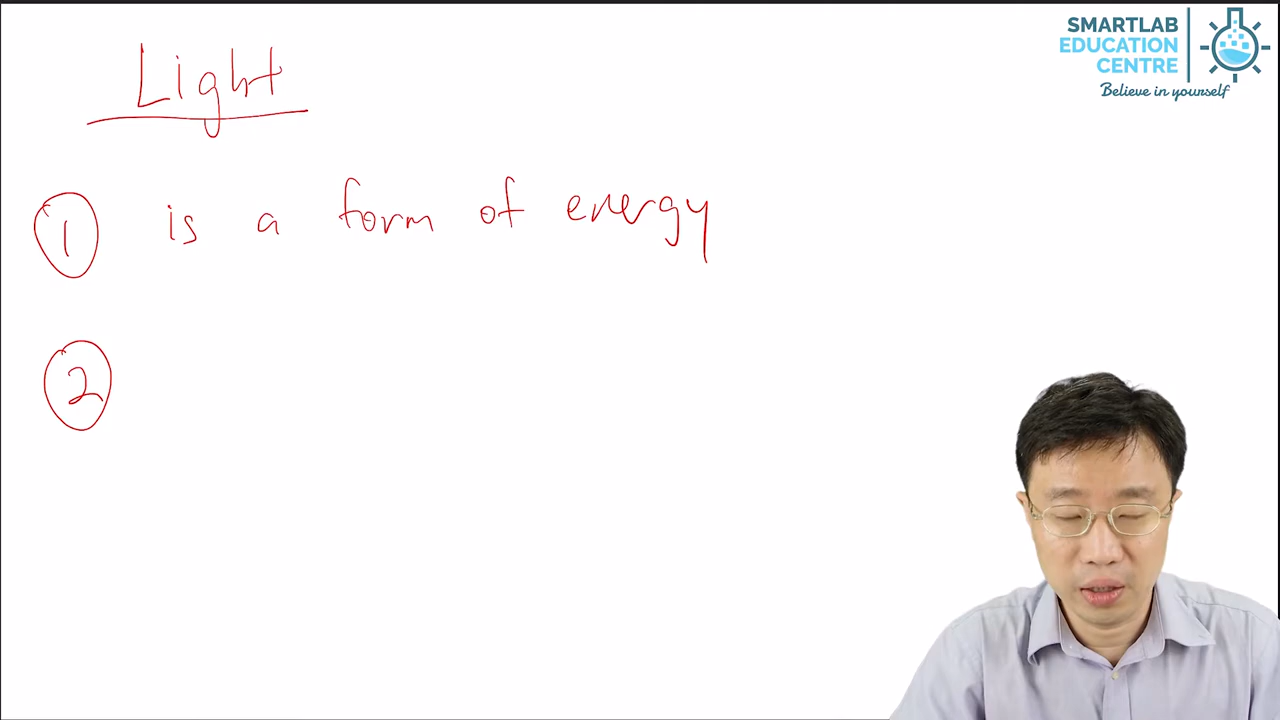 SMARTLAB
EDUCATION
CENTRE
Believe in yourself
Light
1 is a form of energy
2